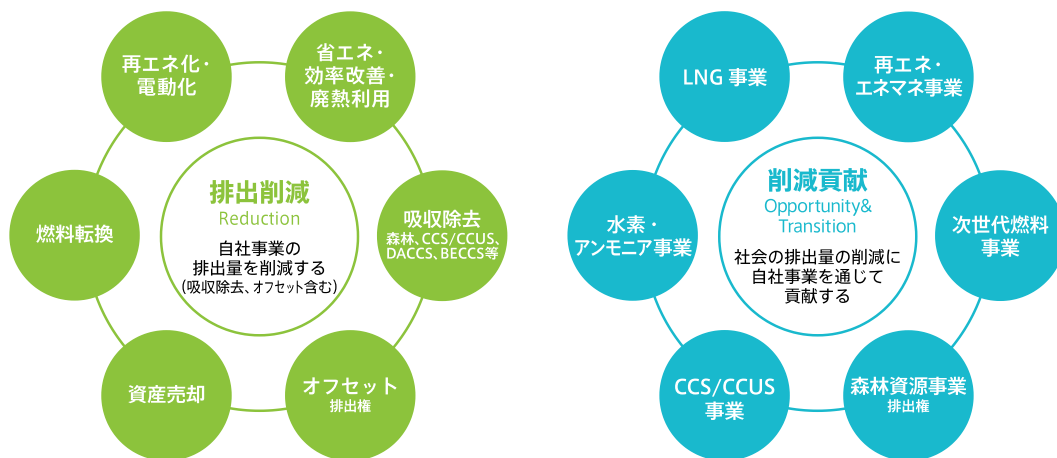 再エネ化・
電動化
省エネ・
効率改善・
廃熱利用
燃料転換
排出削減
Reduction
自社事業の
排出量を削減する
(吸収除去、オフセット含む)
吸収除去
森林、CCS/CCUS、
DACCS、BECCS等
資産売却
オフセット
排出権
LNG 事業
再エネ・
エネマネ事業
水素・
アンモニア事業
削減貢献
Opportunity&
Transition
社会の排出量の削減に
自社事業を通じて
貢献する
次世代燃料
事業
CCS/CCUS
事業
森林資源事業
排出権